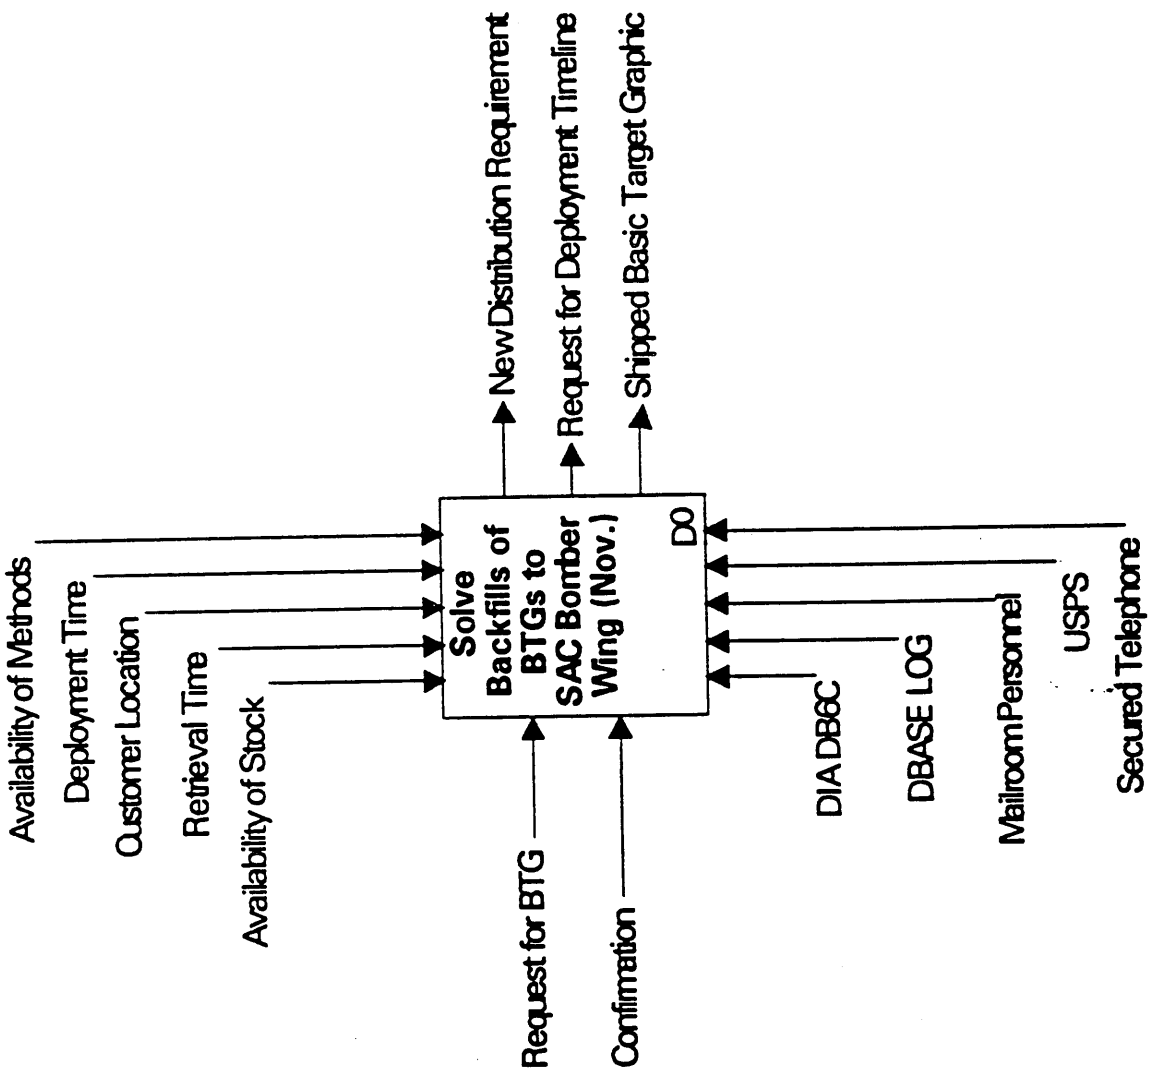 Availability of Methods
Deployment Time
Customer Location
Retrieval Time
Availability of Stock
Request for BTG
Confirmation
Solve
Backfills of
BTGs to
SAC Bomber
Wing (Nov.)
D0
New Distribution Requirement
Request for Deployment Timeline
Shipped Basic Target Graphic
DIA DB6C
DBASE LOG
Mailroom Personnel
USPS
Secured Telephone